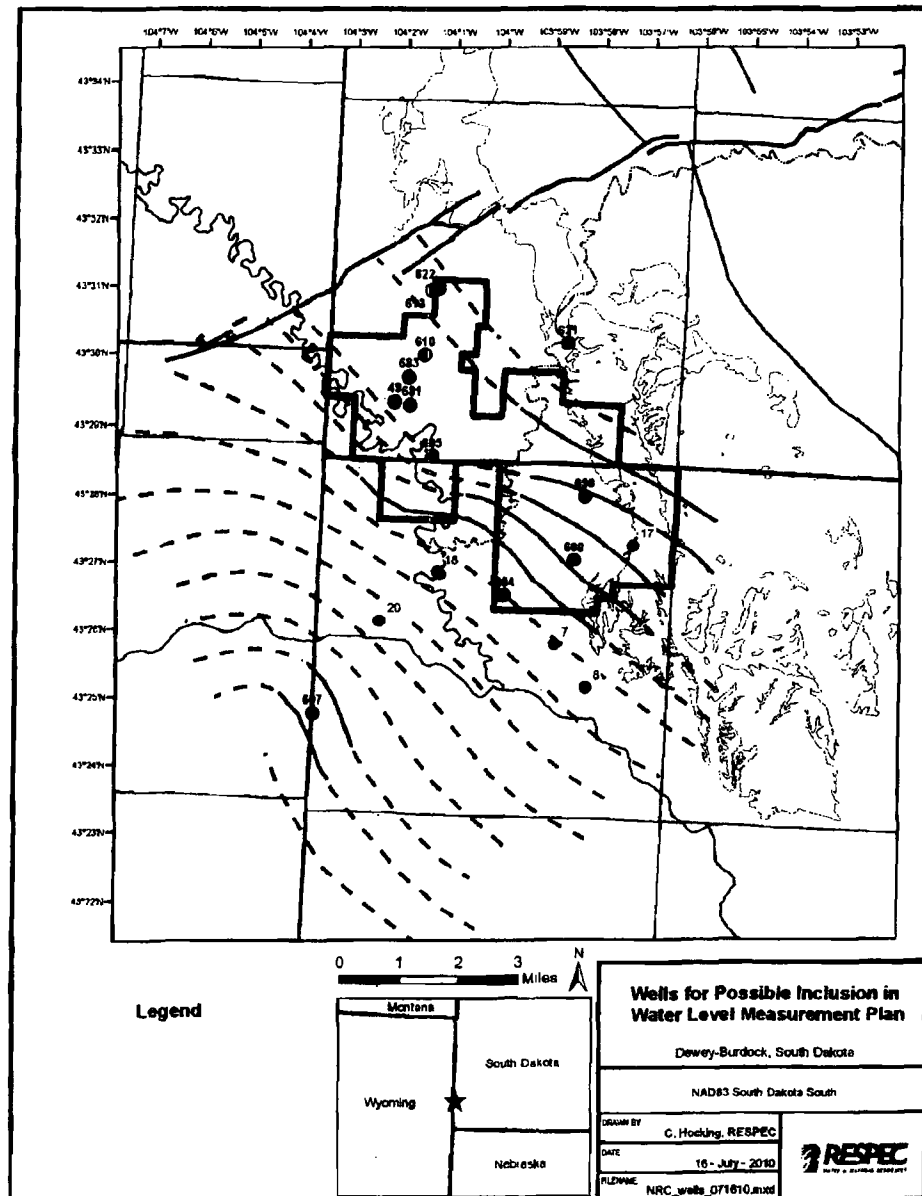 104°7'W 104°6'W 104°5'W 104°4'W 104°2'W 104°1'W 104°W 103°59'W 103°58'W 103°57'W 103°56'W 103°55'W 103°54'W 103°53'W
43°34'N
43°33'N
43°32'N
43°31'N
43°30'N
43°29'N
43°28'N
43°27'N
43°26'N
43°25'N
43°24'N
43°23'N
43°22'N
622
610
683
49 681
17
18
20
7
8
0 1 2 3
Miles
N
Legend
Montana
South Dakota
Wyoming
Nebraska
Wells for Possible Inclusion in
Water Level Measurement Plan
Dewey-Burdock, South Dakota
NAD83 South Dakota South
DRAWN BY
C. Hocking, RESPEC
DATE
16 - July - 2010
FILENAME
NRC_wells_071610.mxd
RESPEC